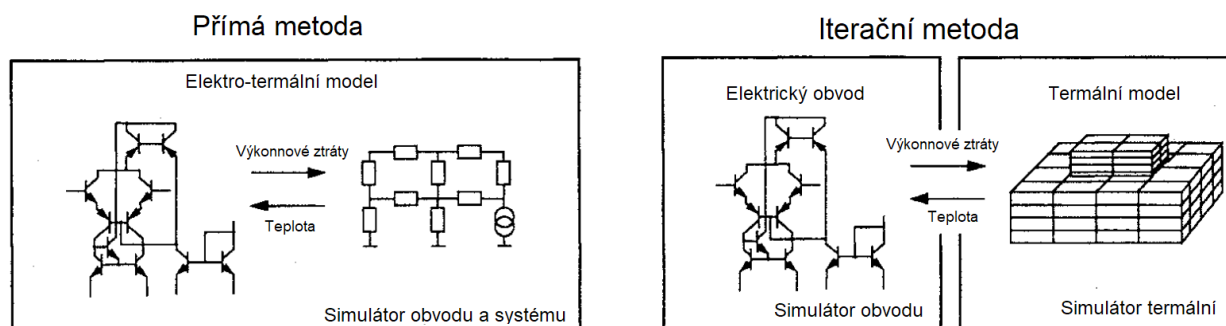 Přímá metoda
Elektro-termální model
Výkonnové ztráty
Teplota
Simulátor obvodu a systému
Iterační metoda
Elektrický obvod
Termální model
Výkonnové ztráty
Teplota
Simulátor obvodu
Simulátor termální